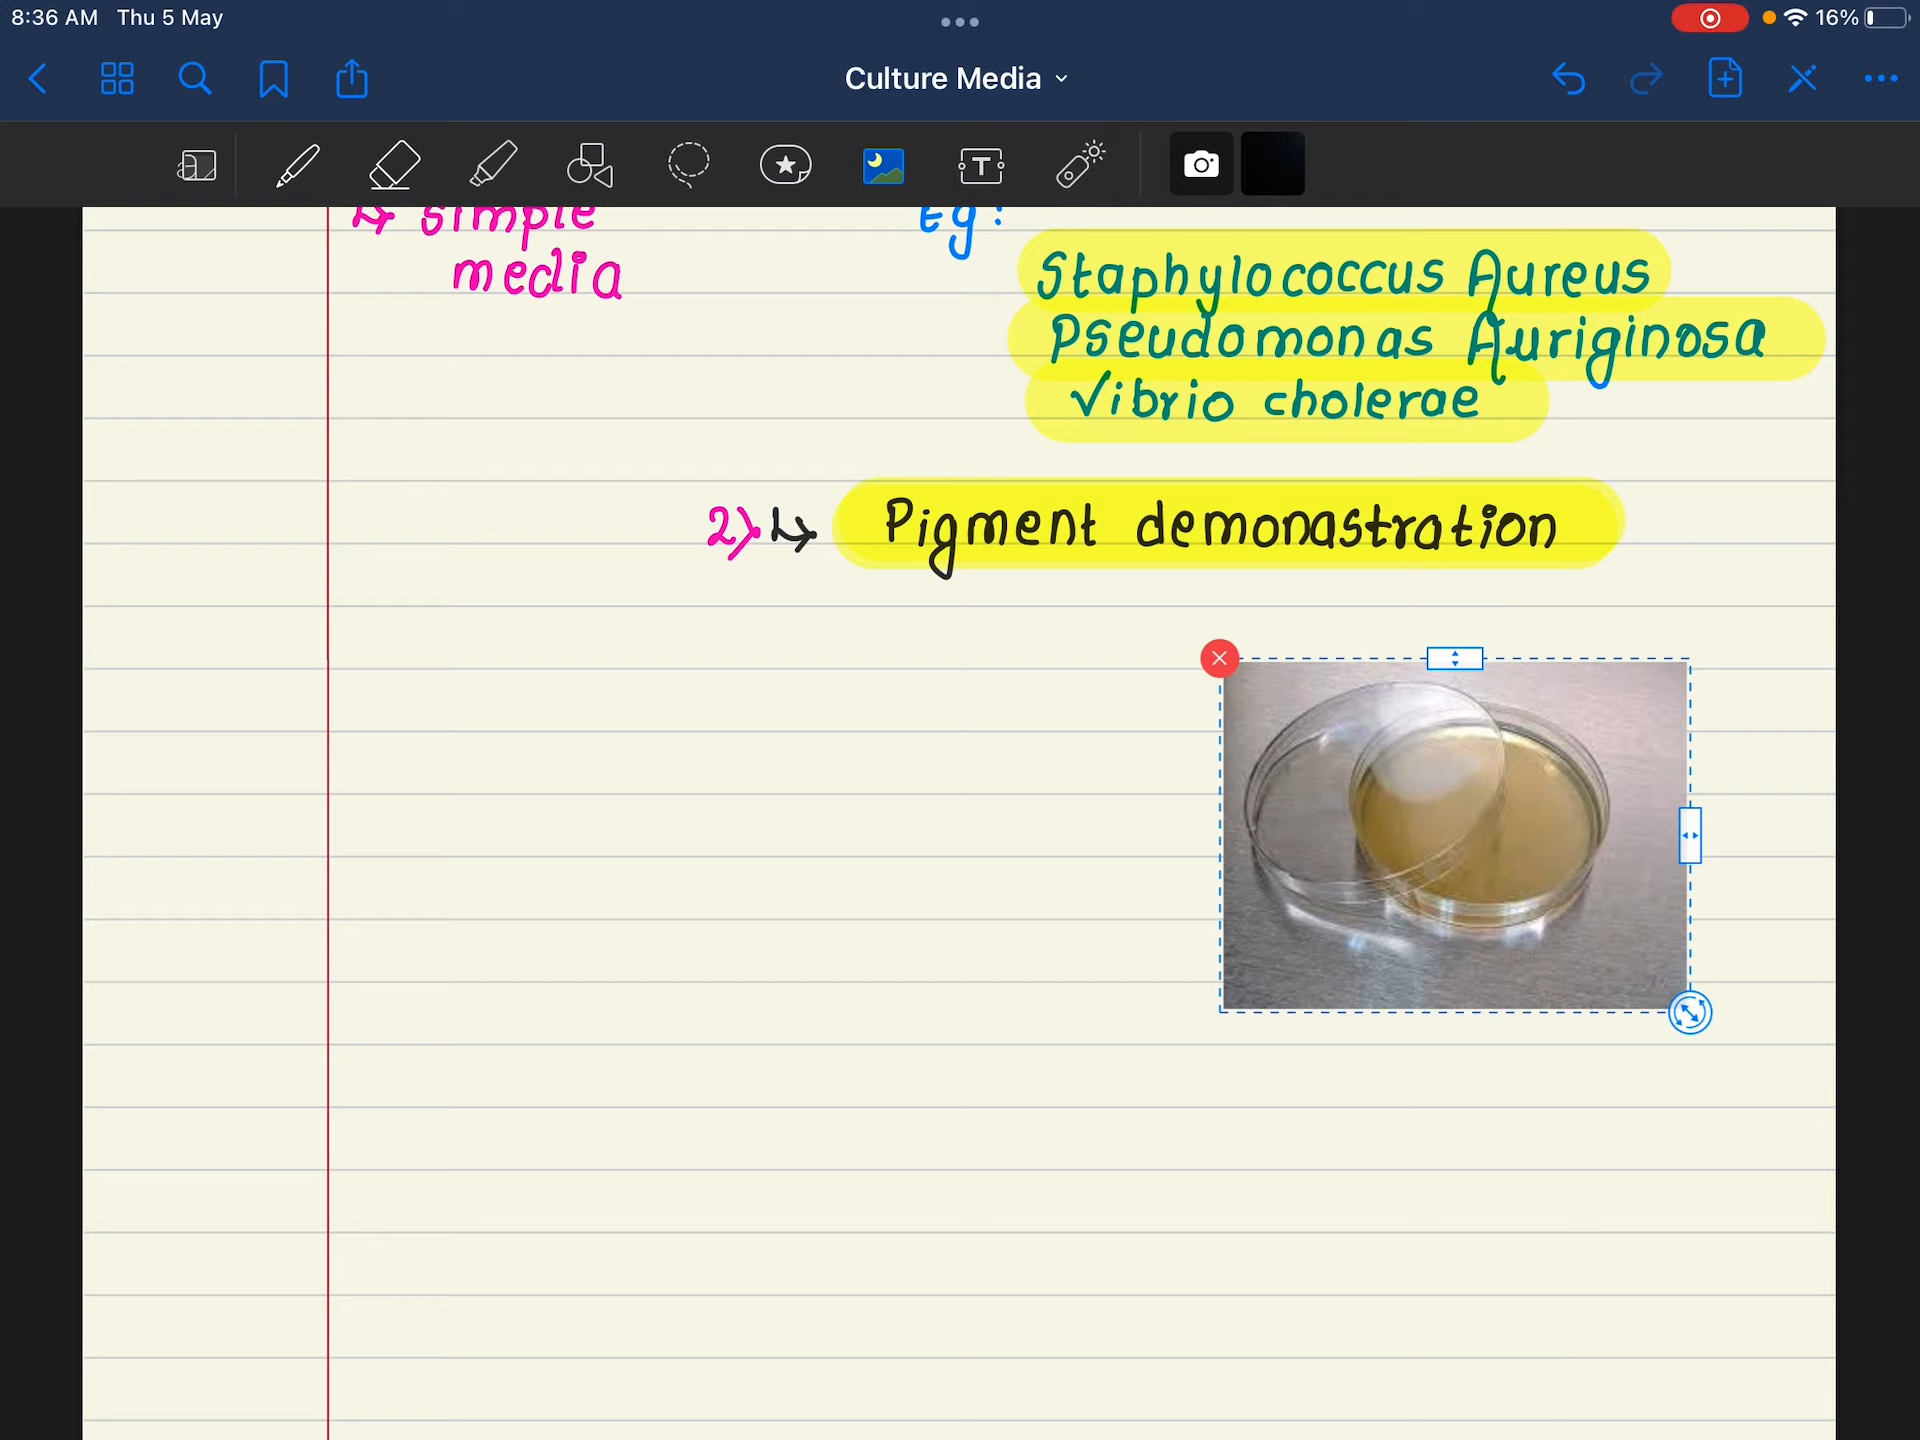 8:36 AM Thu 5 May
16%
Culture Media
T
↳ simple
media
Eg:
Staphylococcus Aureus
Pseudomonas Auriginosa
Vibrio cholerae
2) ↳ Pigment demonastration